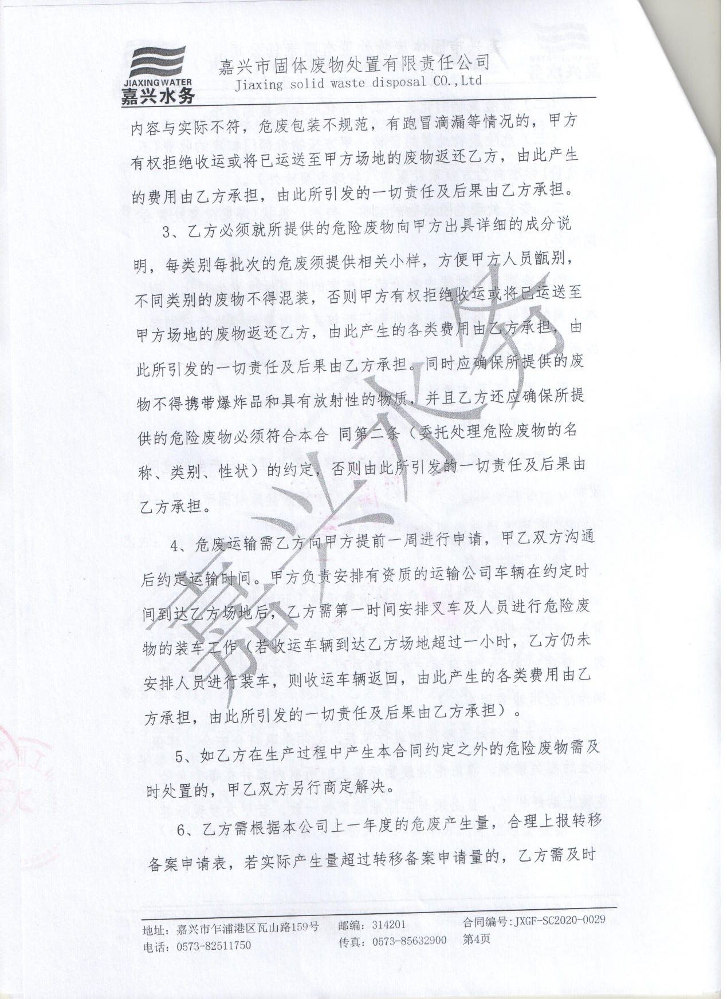 JIAXING WATER
嘉兴水务
嘉兴市固体废物处置有限责任公司
Jiaxing solid waste disposal CO.,Ltd
内容与实际不符，危废包装不规范，有跑冒滴漏等情况的，甲方
有权拒绝收运或将已运送至甲方场地的废物返还乙方，由此产生
的费用由乙方承担，由此所引发的一切责任及后果由乙方承担。
3、乙方必须就所提供的危险废物向甲方出具详细的成分说
明，每类别每批次的危废须提供相关小样，方便甲方人员甄别，
不同类别的废物不得混装，否则甲方有权拒绝收运或将已运送至
甲方场地的废物返还乙方，由此产生的各类费用由乙方承担，由
此所引发的一切责任及后果由乙方承担。同时应确保所提供的废
物不得携带爆炸品和具有放射性的物质，并且乙方还应确保所提
供的危险废物必须符合本合 同第二条（委托处理危险废物的名
称、类别、性状）的约定，否则由此所引发的一切责任及后果由
乙方承担。
4、危废运输需乙方向甲方提前一周进行申请，甲乙双方沟通
后约定运输时间。甲方负责安排有资质的运输公司车辆在约定时
间到达乙方场地后，乙方需第一时间安排叉车及人员进行危险废
物的装车工作（若收运车辆到达乙方场地超过一小时，乙方仍未
安排人员进行装车，则收运车辆返回，由此产生的各类费用由乙
方承担，由此所引发的一切责任及后果由乙方承担）。
5、如乙方在生产过程中产生本合同约定之外的危险废物需及
时处置的，甲乙双方另行商定解决。
6、乙方需根据本公司上一年度的危废产生量，合理上报转移
备案申请表，若实际产生量超过转移备案申请量的，乙方需及时
嘉兴水务
地址：嘉兴市乍浦港区瓦山路159号 邮编：314201 合同编号:JXGF-SC2020-0029
电话：0573-82511750 传真：0573-85632900 第4页